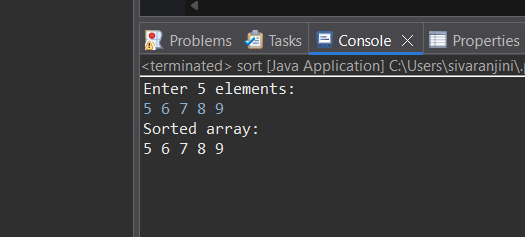 Problems Tasks Console Properties
<terminated> sort [Java Application] C:\Users\sivaranjini\.
Enter 5 elements:
5 6 7 8 9
Sorted array:
5 6 7 8 9